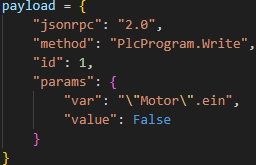 payload = {
    "jsonrpc": "2.0",
    "method": "PlcProgram.Write",
    "id": 1,
    "params": {
        "var": "\"Motor\".ein",
        "value": False
    }
}